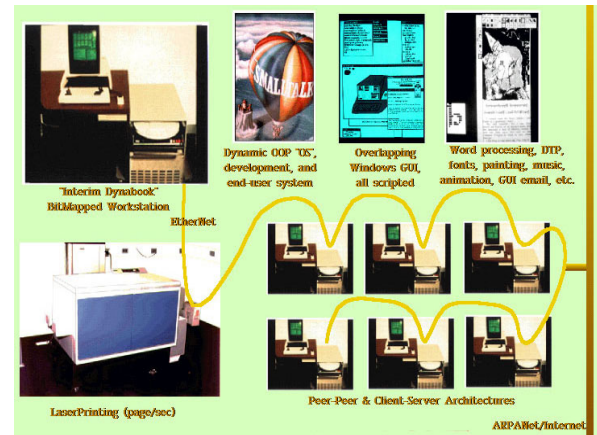 SMALLTALK
Dynamic OOP "OS",
development, and
end-user system
Overlapping
Windows GUI,
all scripted
Word processing, DTP,
fonts, painting, music,
animation, GUI email, etc.
"Interim Dynabook"
BitMapped Workstation
EtherNet
LaserPrinting (page/sec)
Peer-Peer & Client-Server Architectures
ARPANet/Internet